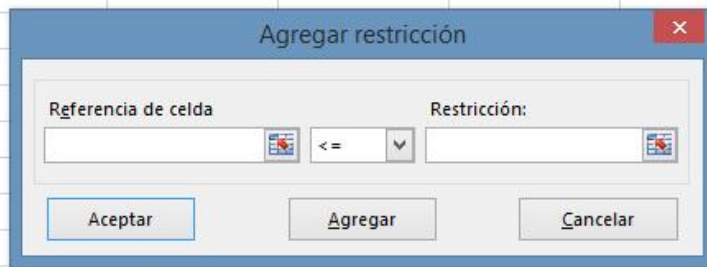 Agregar restricción
Referencia de celda Restricción:
<=
Aceptar Agregar Cancelar